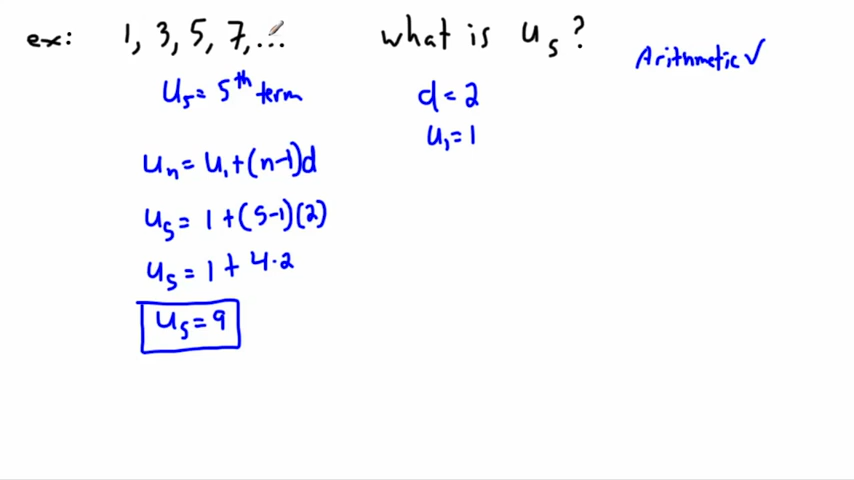 ex: 1, 3, 5, 7, ... what is u₅? Arithmetic ✓
u₅ = 5ᵗʰ term d = 2
u₁ = 1
uₙ = u₁ + (n-1)d
u₅ = 1 + (5-1)(2)
u₅ = 1 + 4·2
u₅ = 9